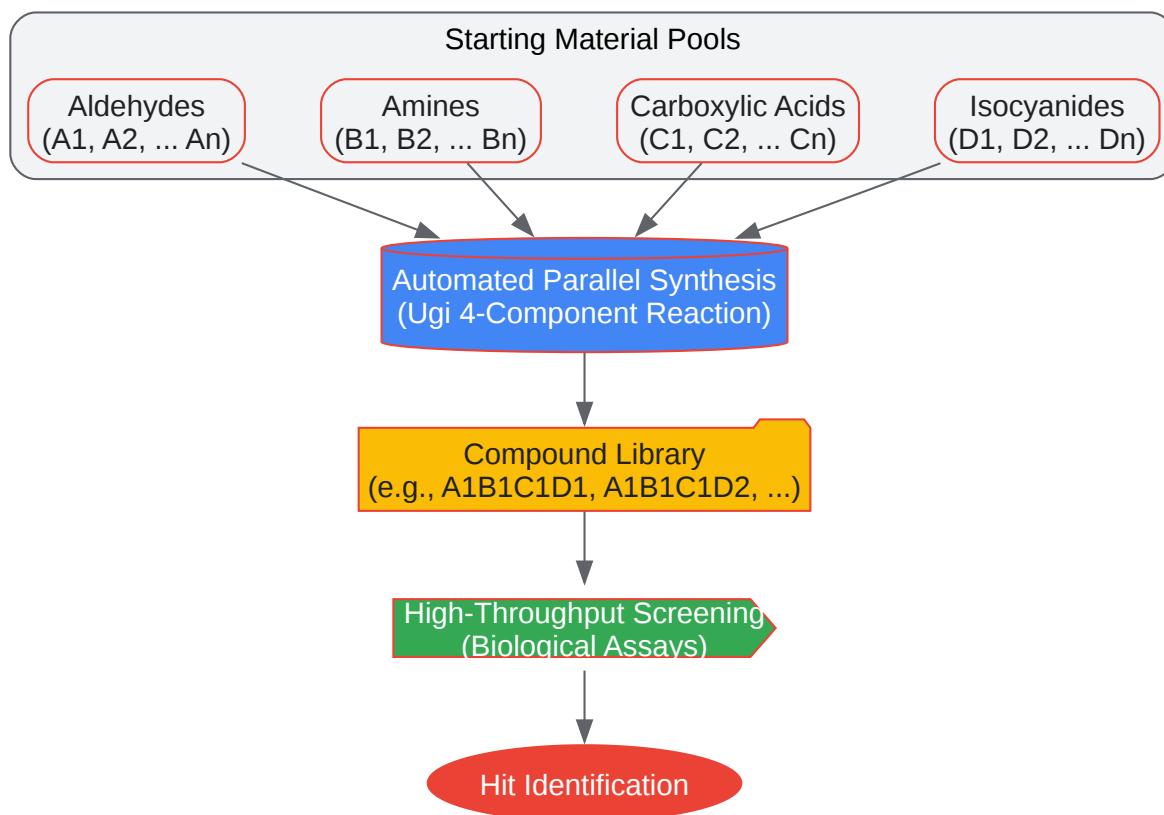 Starting Material Pools
Aldehydes
(A1, A2, ... An)
Amines
(B1, B2, ... Bn)
Carboxylic Acids
(C1, C2, ... Cn)
Isocyanides
(D1, D2, ... Dn)
Automated Parallel Synthesis
(Ugi 4-Component Reaction)
Compound Library
(e.g., A1B1C1D1, A1B1C1D2, ...)
High-Throughput Screening
(Biological Assays)
Hit Identification